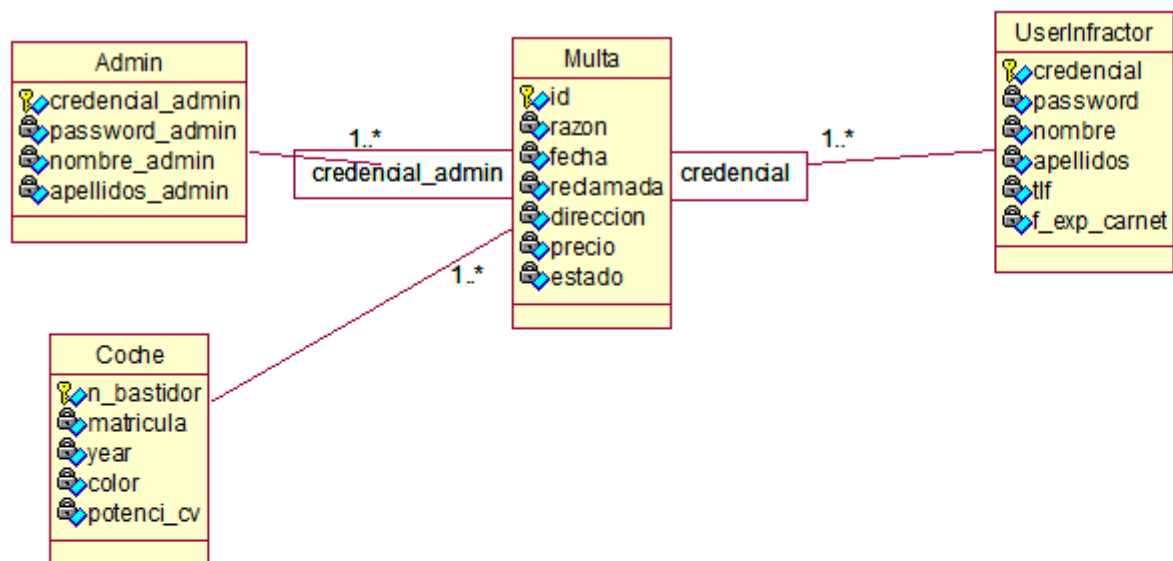 Admin
credencial_admin
password_admin
nombre_admin
apellidos_admin
1..*
credencial_admin
Multa
id
razon
fecha
reclamada
direccion
precio
estado
credencial
1..*
UserInfractor
credencial
password
nombre
apellidos
tlf
f_exp_carnet
1..*
Coche
n_bastidor
matricula
year
color
potenci_cv